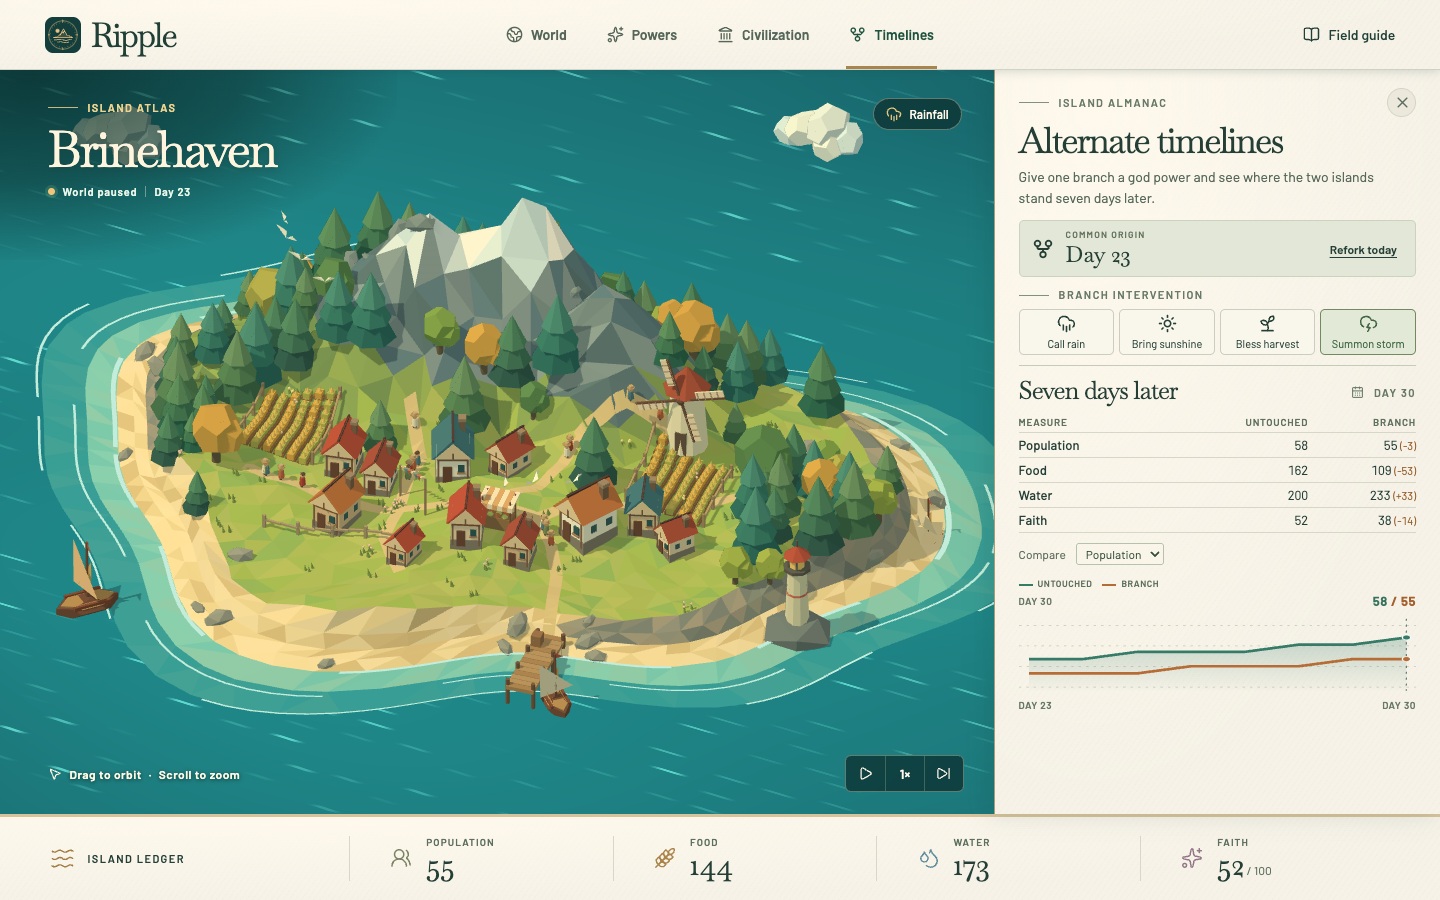 Ripple
World
Powers
Civilization
Timelines
Field guide
ISLAND ATLAS
Brinehaven
World paused | Day 23
Rainfall
Drag to orbit · Scroll to zoom
1×
ISLAND ALMANAC
Alternate timelines
Give one branch a god power and see where the two islands
stand seven days later.
COMMON ORIGIN
Day 23
Refork today
BRANCH INTERVENTION
Call rain
Bring sunshine
Bless harvest
Summon storm
Seven days later
DAY 30
MEASURE UNTOUCHED BRANCH
Population 58 55 (-3)
Food 162 109 (-53)
Water 200 233 (+33)
Faith 52 38 (-14)
Compare Population
UNTOUCHED BRANCH
DAY 30 58 / 55
DAY 23 DAY 30
ISLAND LEDGER
POPULATION
55
FOOD
144
WATER
173
FAITH
52 / 100